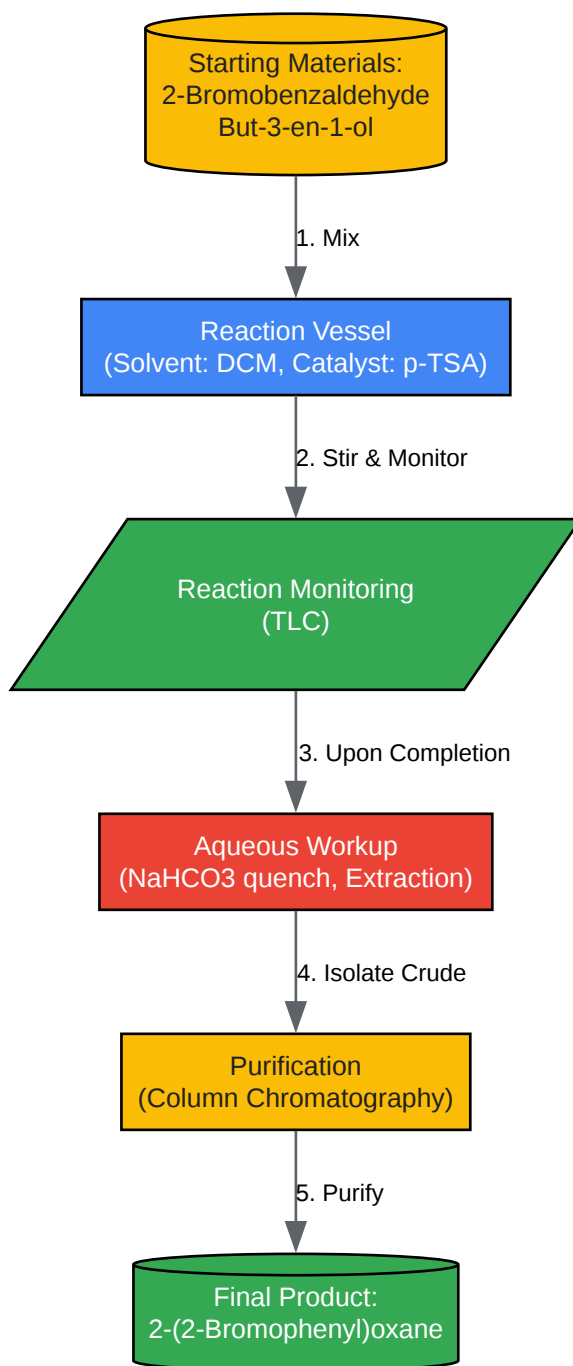 Starting Materials:
2-Bromobenzaldehyde
But-3-en-1-ol
1. Mix
Reaction Vessel
(Solvent: DCM, Catalyst: p-TSA)
2. Stir & Monitor
Reaction Monitoring
(TLC)
3. Upon Completion
Aqueous Workup
(NaHCO3 quench, Extraction)
4. Isolate Crude
Purification
(Column Chromatography)
5. Purify
Final Product:
2-(2-Bromophenyl)oxane